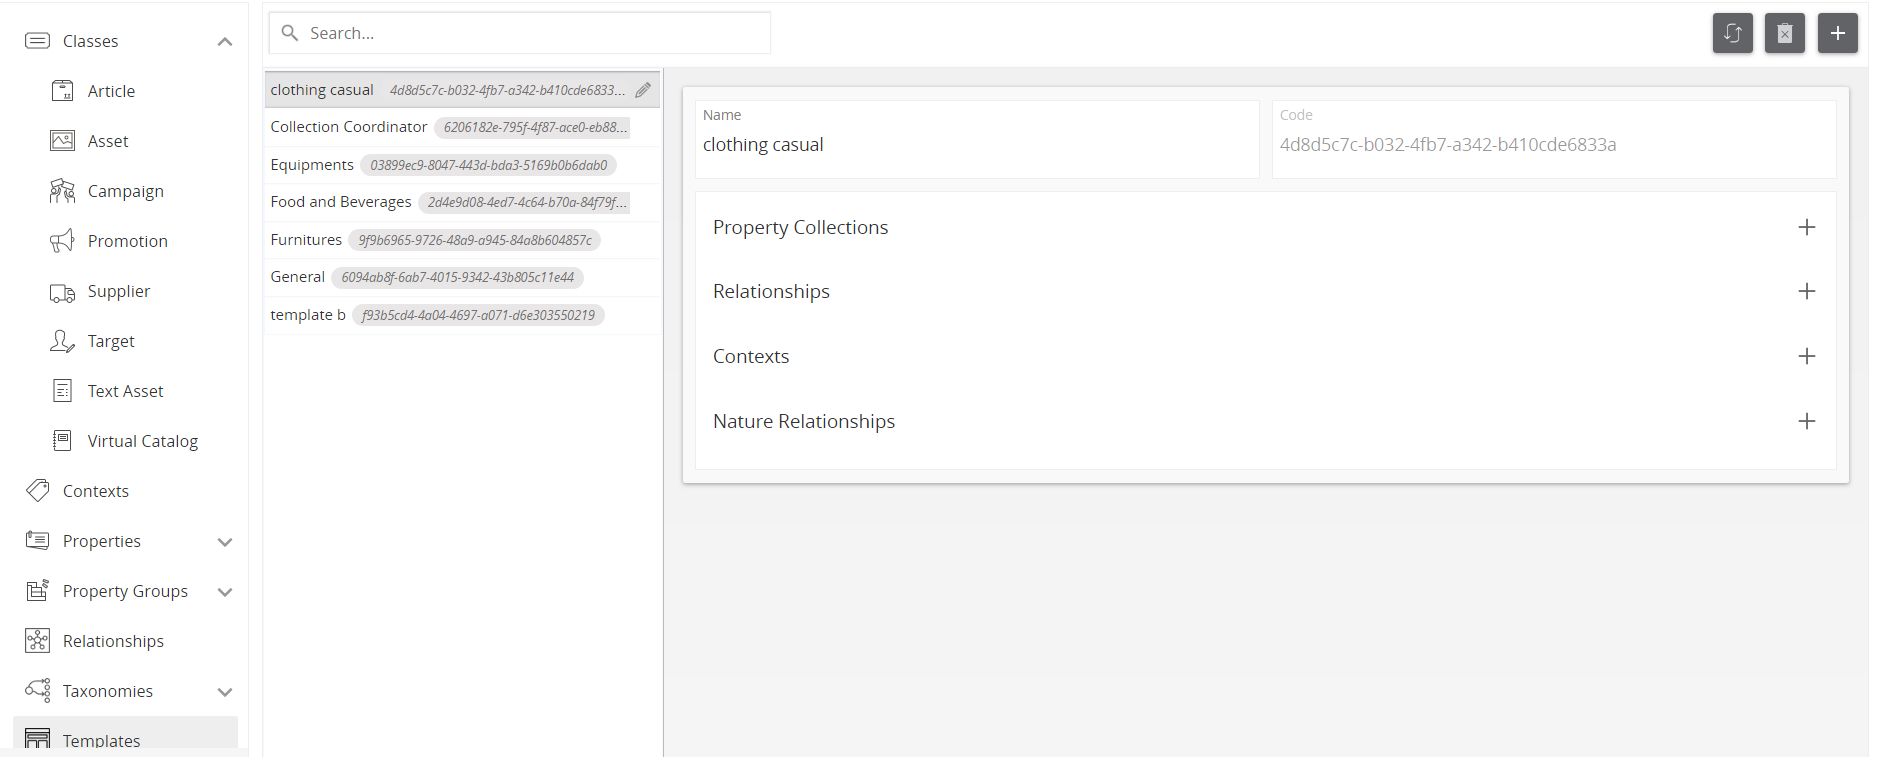 Classes
Article
Asset
Campaign
Promotion
Supplier
Target
Text Asset
Virtual Catalog
Contexts
Properties
Property Groups
Relationships
Taxonomies
Templates
Search...
clothing casual 4d8d5c7c-b032-4fb7-a342-b410cde6833...
Collection Coordinator 6206182e-795f-4f87-ace0-eb88...
Equipments 03899ec9-8047-443d-bda3-5169b0b6dab0
Food and Beverages 2d4e9d08-4ed7-4c64-b70a-84f79f...
Furnitures 9f9b6965-9726-48a9-a945-84a8b604857c
General 6094ab8f-6ab7-4015-9342-43b805c11e44
template b f93b5cd4-4a04-4697-a071-d6e303550219
Name
clothing casual
Code
4d8d5c7c-b032-4fb7-a342-b410cde6833a
Property Collections
Relationships
Contexts
Nature Relationships